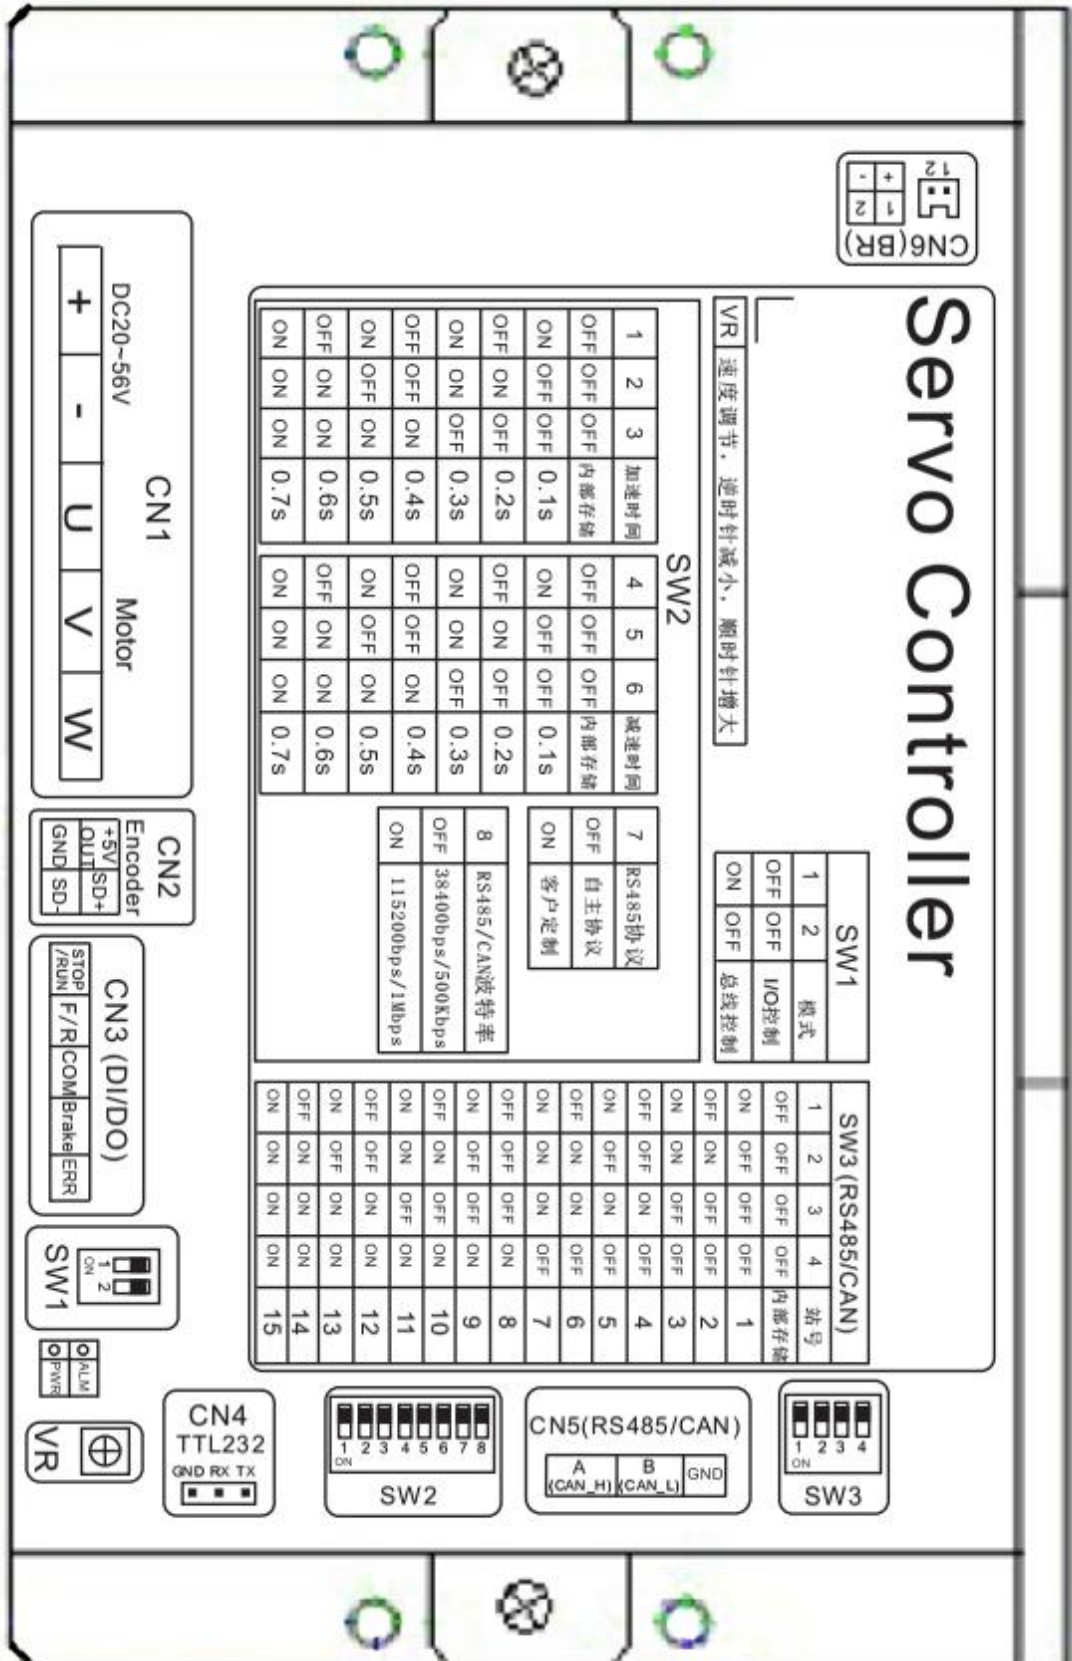 Servo Controller
CN6(BR)
12
+ 1
- 2
VR 速度调节，逆时针减小，顺时针增大
SW1
1 2 模式
OFF OFF I/O控制
ON OFF 总线控制
SW2
1 2 3 加速时间
OFF OFF OFF 内部存储
ON OFF OFF 0.1s
OFF ON OFF 0.2s
ON ON OFF 0.3s
OFF OFF ON 0.4s
ON OFF ON 0.5s
OFF ON ON 0.6s
ON ON ON 0.7s
4 5 6 减速时间
OFF OFF OFF 内部存储
ON OFF OFF 0.1s
OFF ON OFF 0.2s
ON ON OFF 0.3s
OFF OFF ON 0.4s
ON OFF ON 0.5s
OFF ON ON 0.6s
ON ON ON 0.7s
7 RS485协议
OFF 自主协议
ON 客户定制
8 RS485/CAN波特率
OFF 38400bps/500Kbps
ON 115200bps/1Mbps
SW3(RS485/CAN)
1 2 3 4 站号
OFF OFF OFF OFF 内部存储
ON OFF OFF OFF 1
OFF ON OFF OFF 2
ON ON OFF OFF 3
OFF OFF ON OFF 4
ON OFF ON OFF 5
OFF ON ON OFF 6
ON ON ON OFF 7
OFF OFF OFF ON 8
ON OFF OFF ON 9
OFF ON OFF ON 10
ON ON OFF ON 11
OFF OFF ON ON 12
ON OFF ON ON 13
OFF ON ON ON 14
ON ON ON ON 15
CN1
DC20~56V Motor
+ - U V W
CN2
Encoder
+5V OUT SD+
GND SD-
CN3 (DI/DO)
STOP/RUN F/R COM Brake ERR
1 2
ON
SW1
ALM
PWR
VR
CN4
TTL232
GND RX TX
1 2 3 4 5 6 7 8
ON
SW2
CN5(RS485/CAN)
A (CAN_H) B (CAN_L) GND
1 2 3 4
ON
SW3